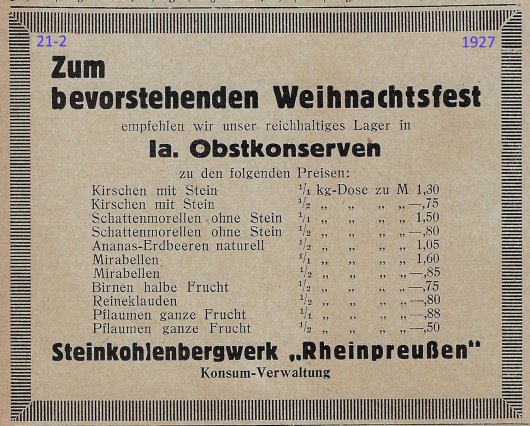 21-2 1927
Zum
bevorstehenden Weihnachtsfest
empfehlen wir unser reichhaltiges Lager in
Ia. Obstkonserven
zu den folgenden Preisen:
Kirschen mit Stein ¹/₁ kg-Dose zu M 1,30
Kirschen mit Stein ¹/₂ „ „ „ „ —,75
Schattenmorellen ohne Stein ¹/₁ „ „ „ „ 1,50
Schattenmorellen ohne Stein ¹/₂ „ „ „ „ —,80
Ananas-Erdbeeren naturell ¹/₂ „ „ „ „ 1,05
Mirabellen ¹/₁ „ „ „ „ 1,60
Mirabellen ¹/₂ „ „ „ „ —,85
Birnen halbe Frucht ¹/₂ „ „ „ „ —,75
Reineklauden ¹/₂ „ „ „ „ —,80
Pflaumen ganze Frucht ¹/₁ „ „ „ „ —,88
Pflaumen ganze Frucht ¹/₂ „ „ „ „ —,50
Steinkohlenbergwerk „Rheinpreußen“
Konsum-Verwaltung